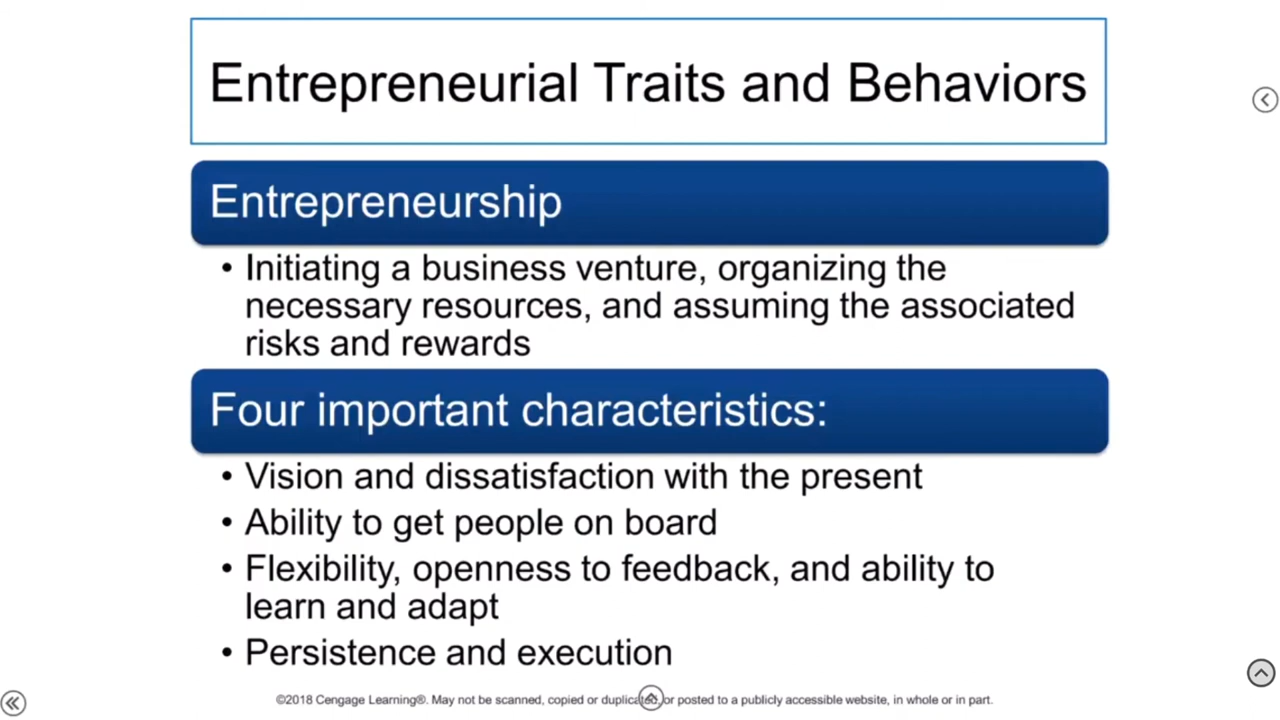 Entrepreneurial Traits and Behaviors
Entrepreneurship
• Initiating a business venture, organizing the
necessary resources, and assuming the associated
risks and rewards
Four important characteristics:
• Vision and dissatisfaction with the present
• Ability to get people on board
• Flexibility, openness to feedback, and ability to
learn and adapt
• Persistence and execution
©2018 Cengage Learning®. May not be scanned, copied or duplicated, or posted to a publicly accessible website, in whole or in part.